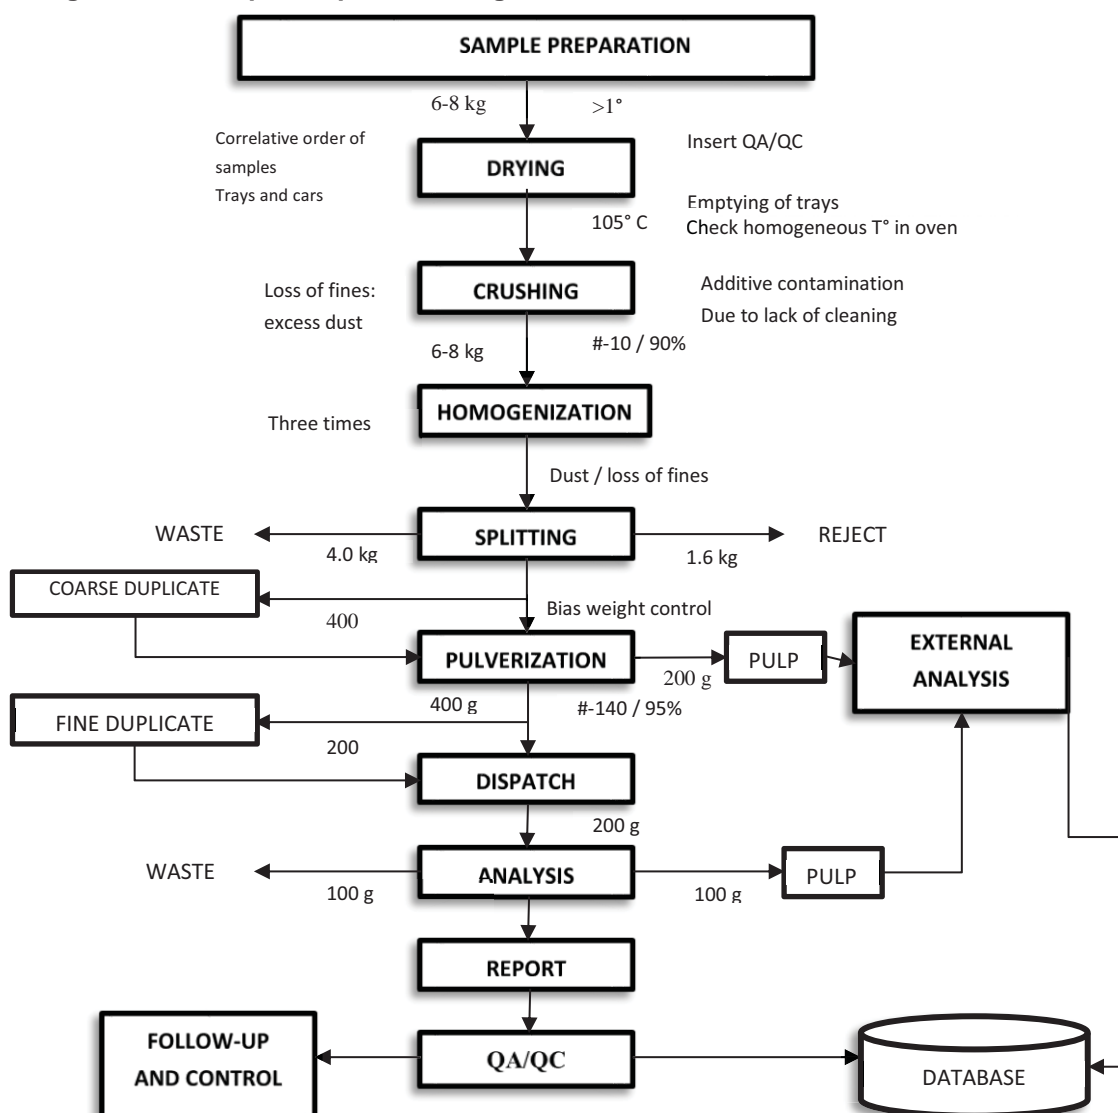 SAMPLE PREPARATION
6-8 kg
>1°
Correlative order of
samples
Trays and cars
DRYING
Insert QA/QC
105° C
Emptying of trays
Check homogeneous T° in oven
Loss of fines:
excess dust
CRUSHING
Additive contamination
Due to lack of cleaning
6-8 kg
#-10 / 90%
Three times
HOMOGENIZATION
Dust / loss of fines
WASTE
4.0 kg
SPLITTING
1.6 kg
REJECT
COARSE DUPLICATE
400
Bias weight control
PULVERIZATION
200 g
PULP
EXTERNAL
ANALYSIS
400 g
#-140 / 95%
FINE DUPLICATE
200
DISPATCH
200 g
WASTE
100 g
ANALYSIS
100 g
PULP
REPORT
FOLLOW-UP
AND CONTROL
QA/QC
DATABASE